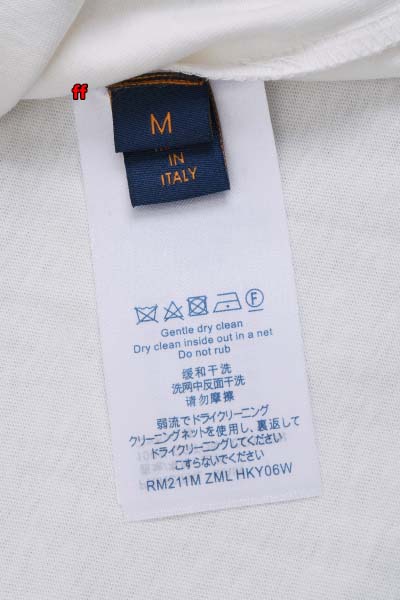 ff
M
IN
ITALY
Gentle dry clean
Dry clean inside out in a net
Do not rub
缓和干洗
洗网中反面干洗
请勿摩擦
弱流でドライクリーニング
クリーニングネットを使用し、裏返して
ドライクリーニングしてください
こすらないでください
RM211M ZML HKY06W